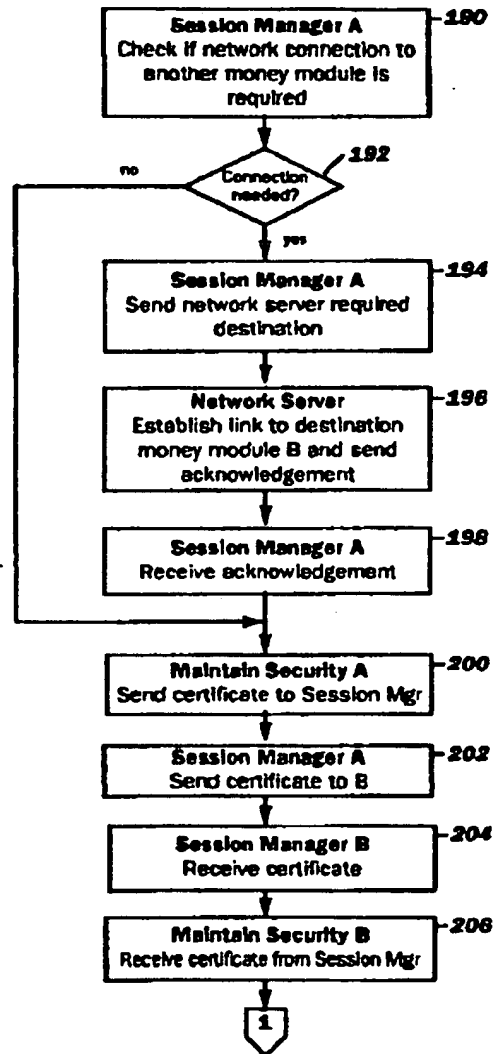 Session Manager A
Check if network connection to
another money module is
required
190
Connection
needed?
192
no
yes
Session Manager A
Send network server required
destination
194
Network Server
Establish link to destination
money module B and send
acknowledgement
196
Session Manager A
Receive acknowledgement
198
Maintain Security A
Send certificate to Session Mgr
200
Session Manager A
Send certificate to B
202
Session Manager B
Receive certificate
204
Maintain Security B
Receive certificate from Session Mgr
206
1